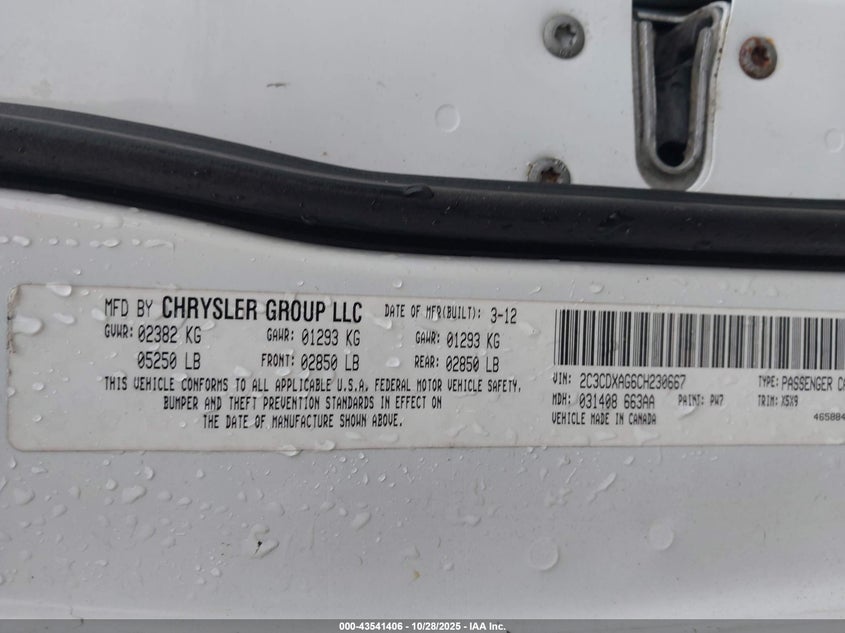 MFD BY CHRYSLER GROUP LLC DATE OF MFR(BUILT): 3-12
GVWR: 02382 KG GAWR: 01293 KG GAWR: 01293 KG
05250 LB FRONT: 02850 LB REAR: 02850 LB
THIS VEHICLE CONFORMS TO ALL APPLICABLE U.S.A. FEDERAL MOTOR VEHICLE SAFETY,
BUMPER AND THEFT PREVENTION STANDARDS IN EFFECT ON
THE DATE OF MANUFACTURE SHOWN ABOVE.
VIN: 2C3CDXAG6CH230667 TYPE: PASSENGER
MDH: 031408 663AA PAINT: PW7 TRIM: X5X9
VEHICLE MADE IN CANADA
000-43541406 - 10/28/2025 - IAA Inc.